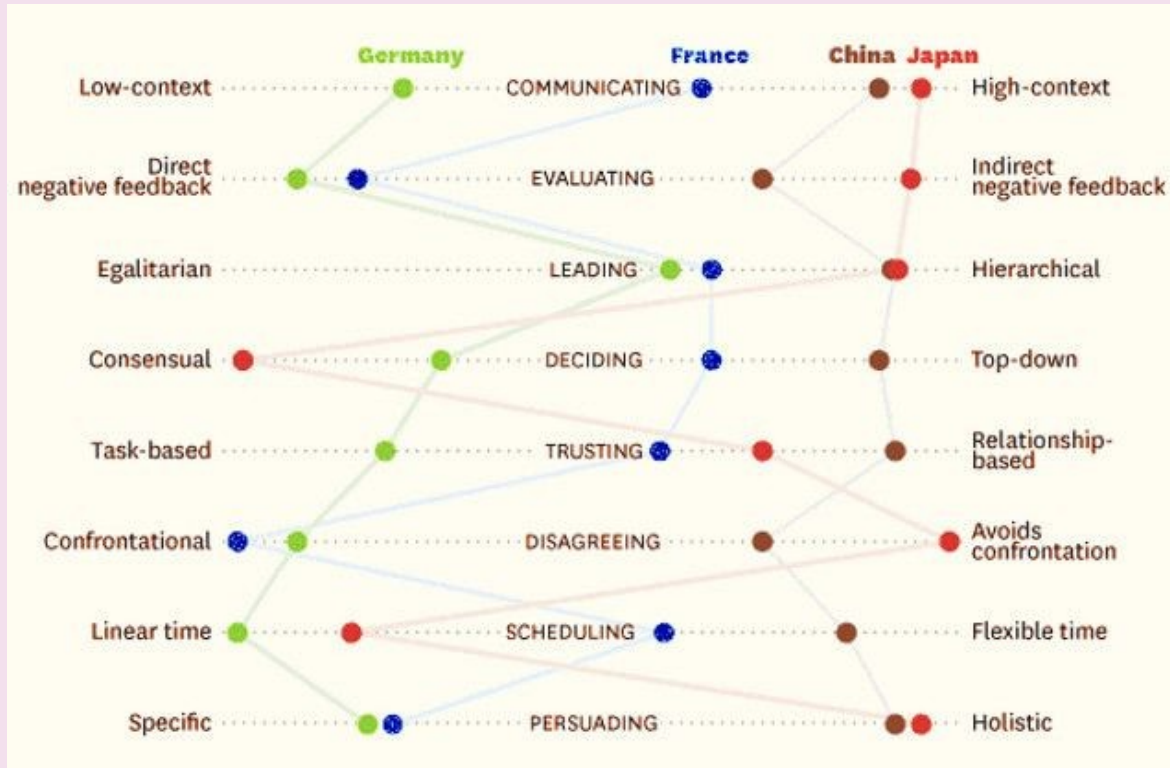 Germany France China Japan
Low-context COMMUNICATING High-context
Direct
negative feedback EVALUATING Indirect
negative feedback
Egalitarian LEADING Hierarchical
Consensual DECIDING Top-down
Task-based TRUSTING Relationship-
based
Confrontational DISAGREEING Avoids
confrontation
Linear time SCHEDULING Flexible time
Specific PERSUADING Holistic